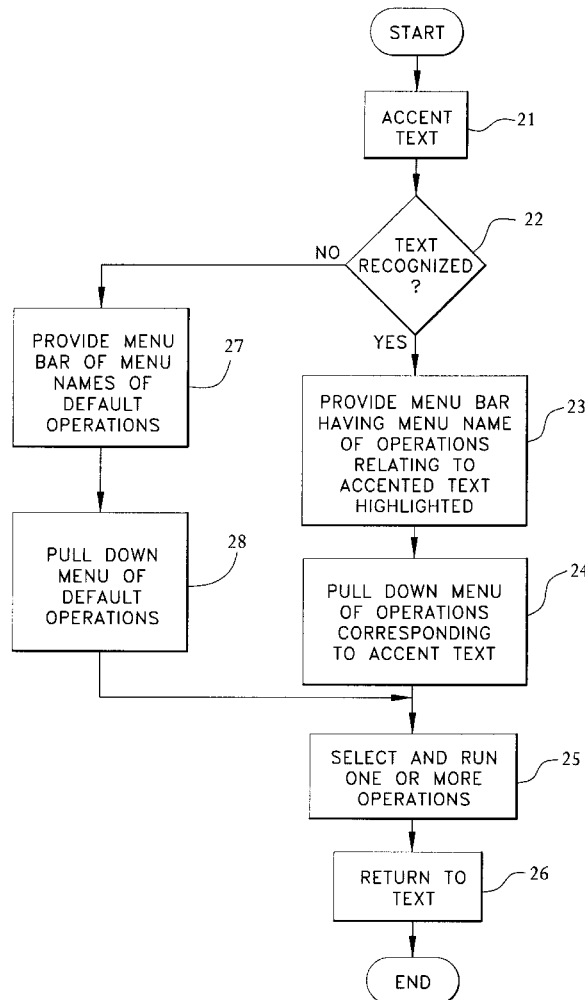 START
ACCENT
TEXT
21
TEXT
RECOGNIZED
?
22
NO
YES
PROVIDE MENU
BAR OF MENU
NAMES OF
DEFAULT
OPERATIONS
27
PROVIDE MENU BAR
HAVING MENU NAME
OF OPERATIONS
RELATING TO
ACCENTED TEXT
HIGHLIGHTED
23
PULL DOWN
MENU OF
DEFAULT
OPERATIONS
28
PULL DOWN MENU
OF OPERATIONS
CORRESPONDING
TO ACCENT TEXT
24
SELECT AND RUN
ONE OR MORE
OPERATIONS
25
RETURN TO
TEXT
26
END